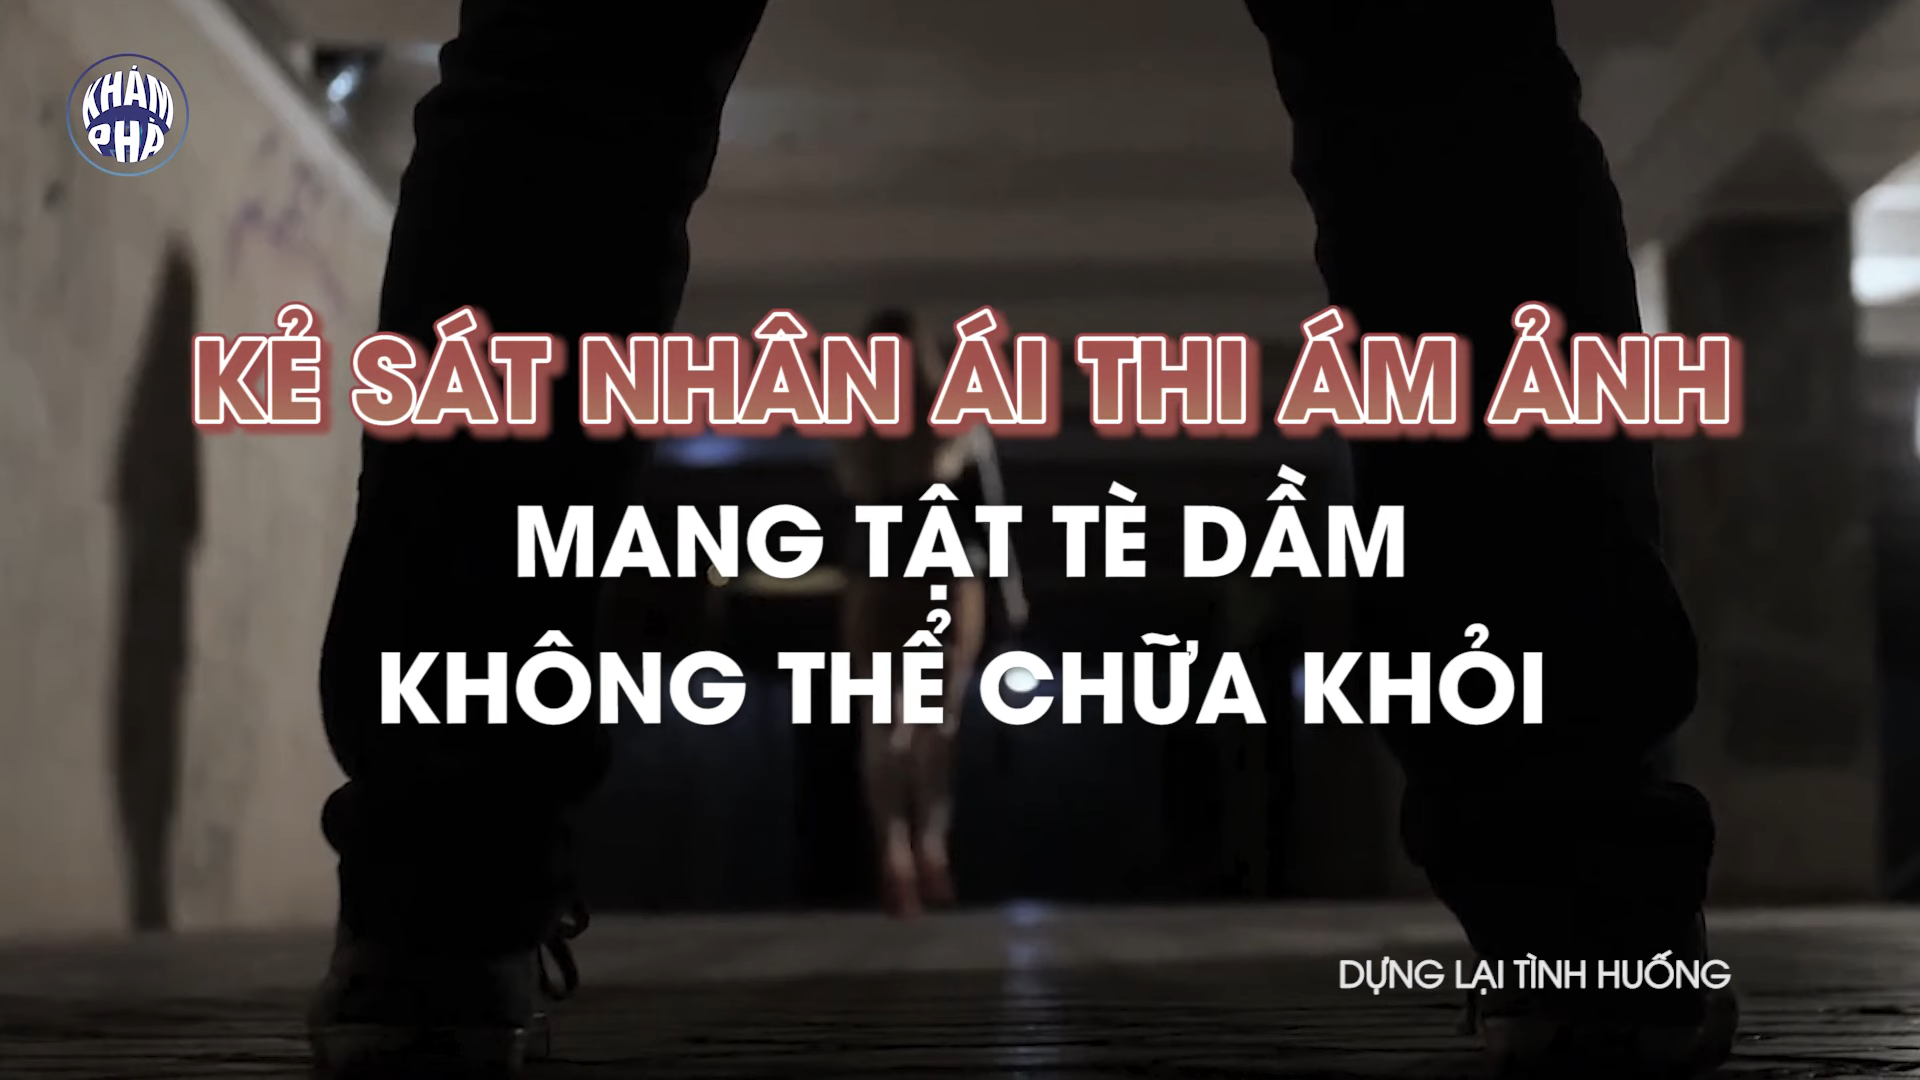 KHÁM
PHÁ
KẺ SÁT NHÂN ÁI THI ÁM ẢNH
MANG TẬT TÈ DẦM
KHÔNG THỂ CHỮA KHỎI
DỰNG LẠI TÌNH HUỐNG